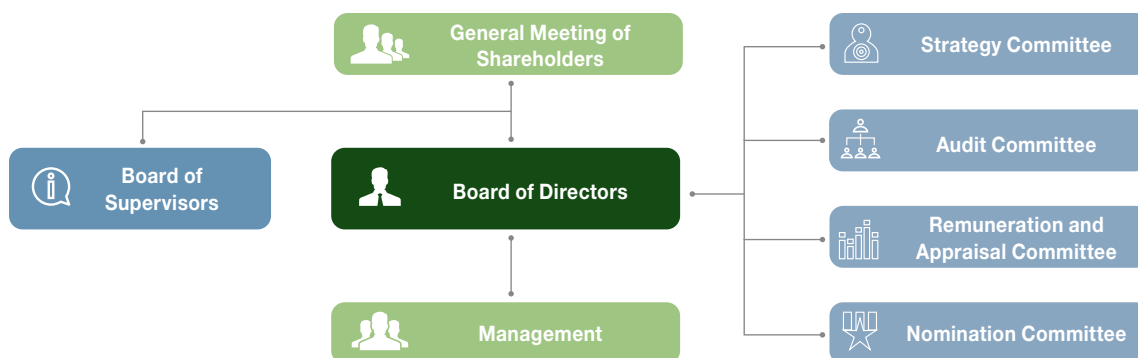 General Meeting of
Shareholders
Board of
Supervisors
Board of Directors
Management
Strategy Committee
Audit Committee
Remuneration and
Appraisal Committee
Nomination Committee